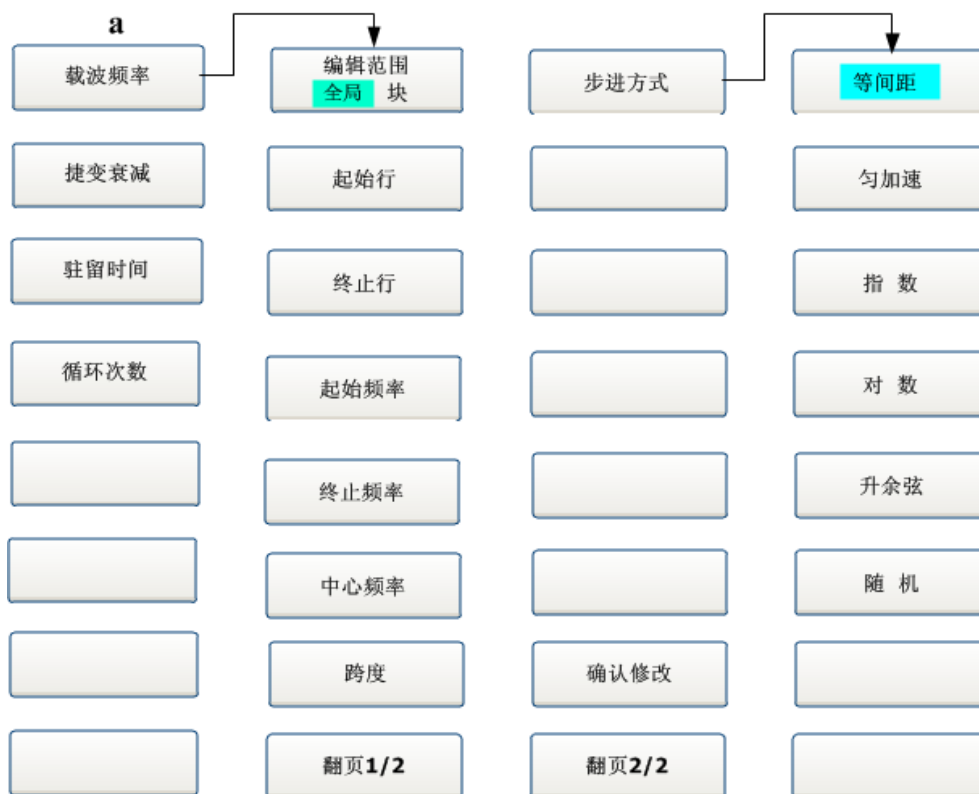 a
载波频率
捷变衰减
驻留时间
循环次数
编辑范围
全局 块
起始行
终止行
起始频率
终止频率
中心频率
跨度
翻页1/2
步进方式
确认修改
翻页2/2
等间距
匀加速
指 数
对 数
升余弦
随 机